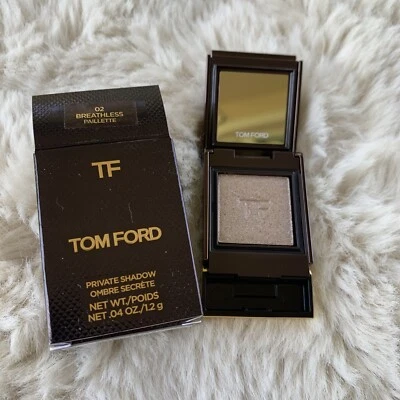 02
BREATHLESS
PAILLETTE
TF
TOM FORD
PRIVATE SHADOW
OMBRE SECRÈTE
NET WT./POIDS
NET .04 OZ./1.2 g
TOM FORD
TF